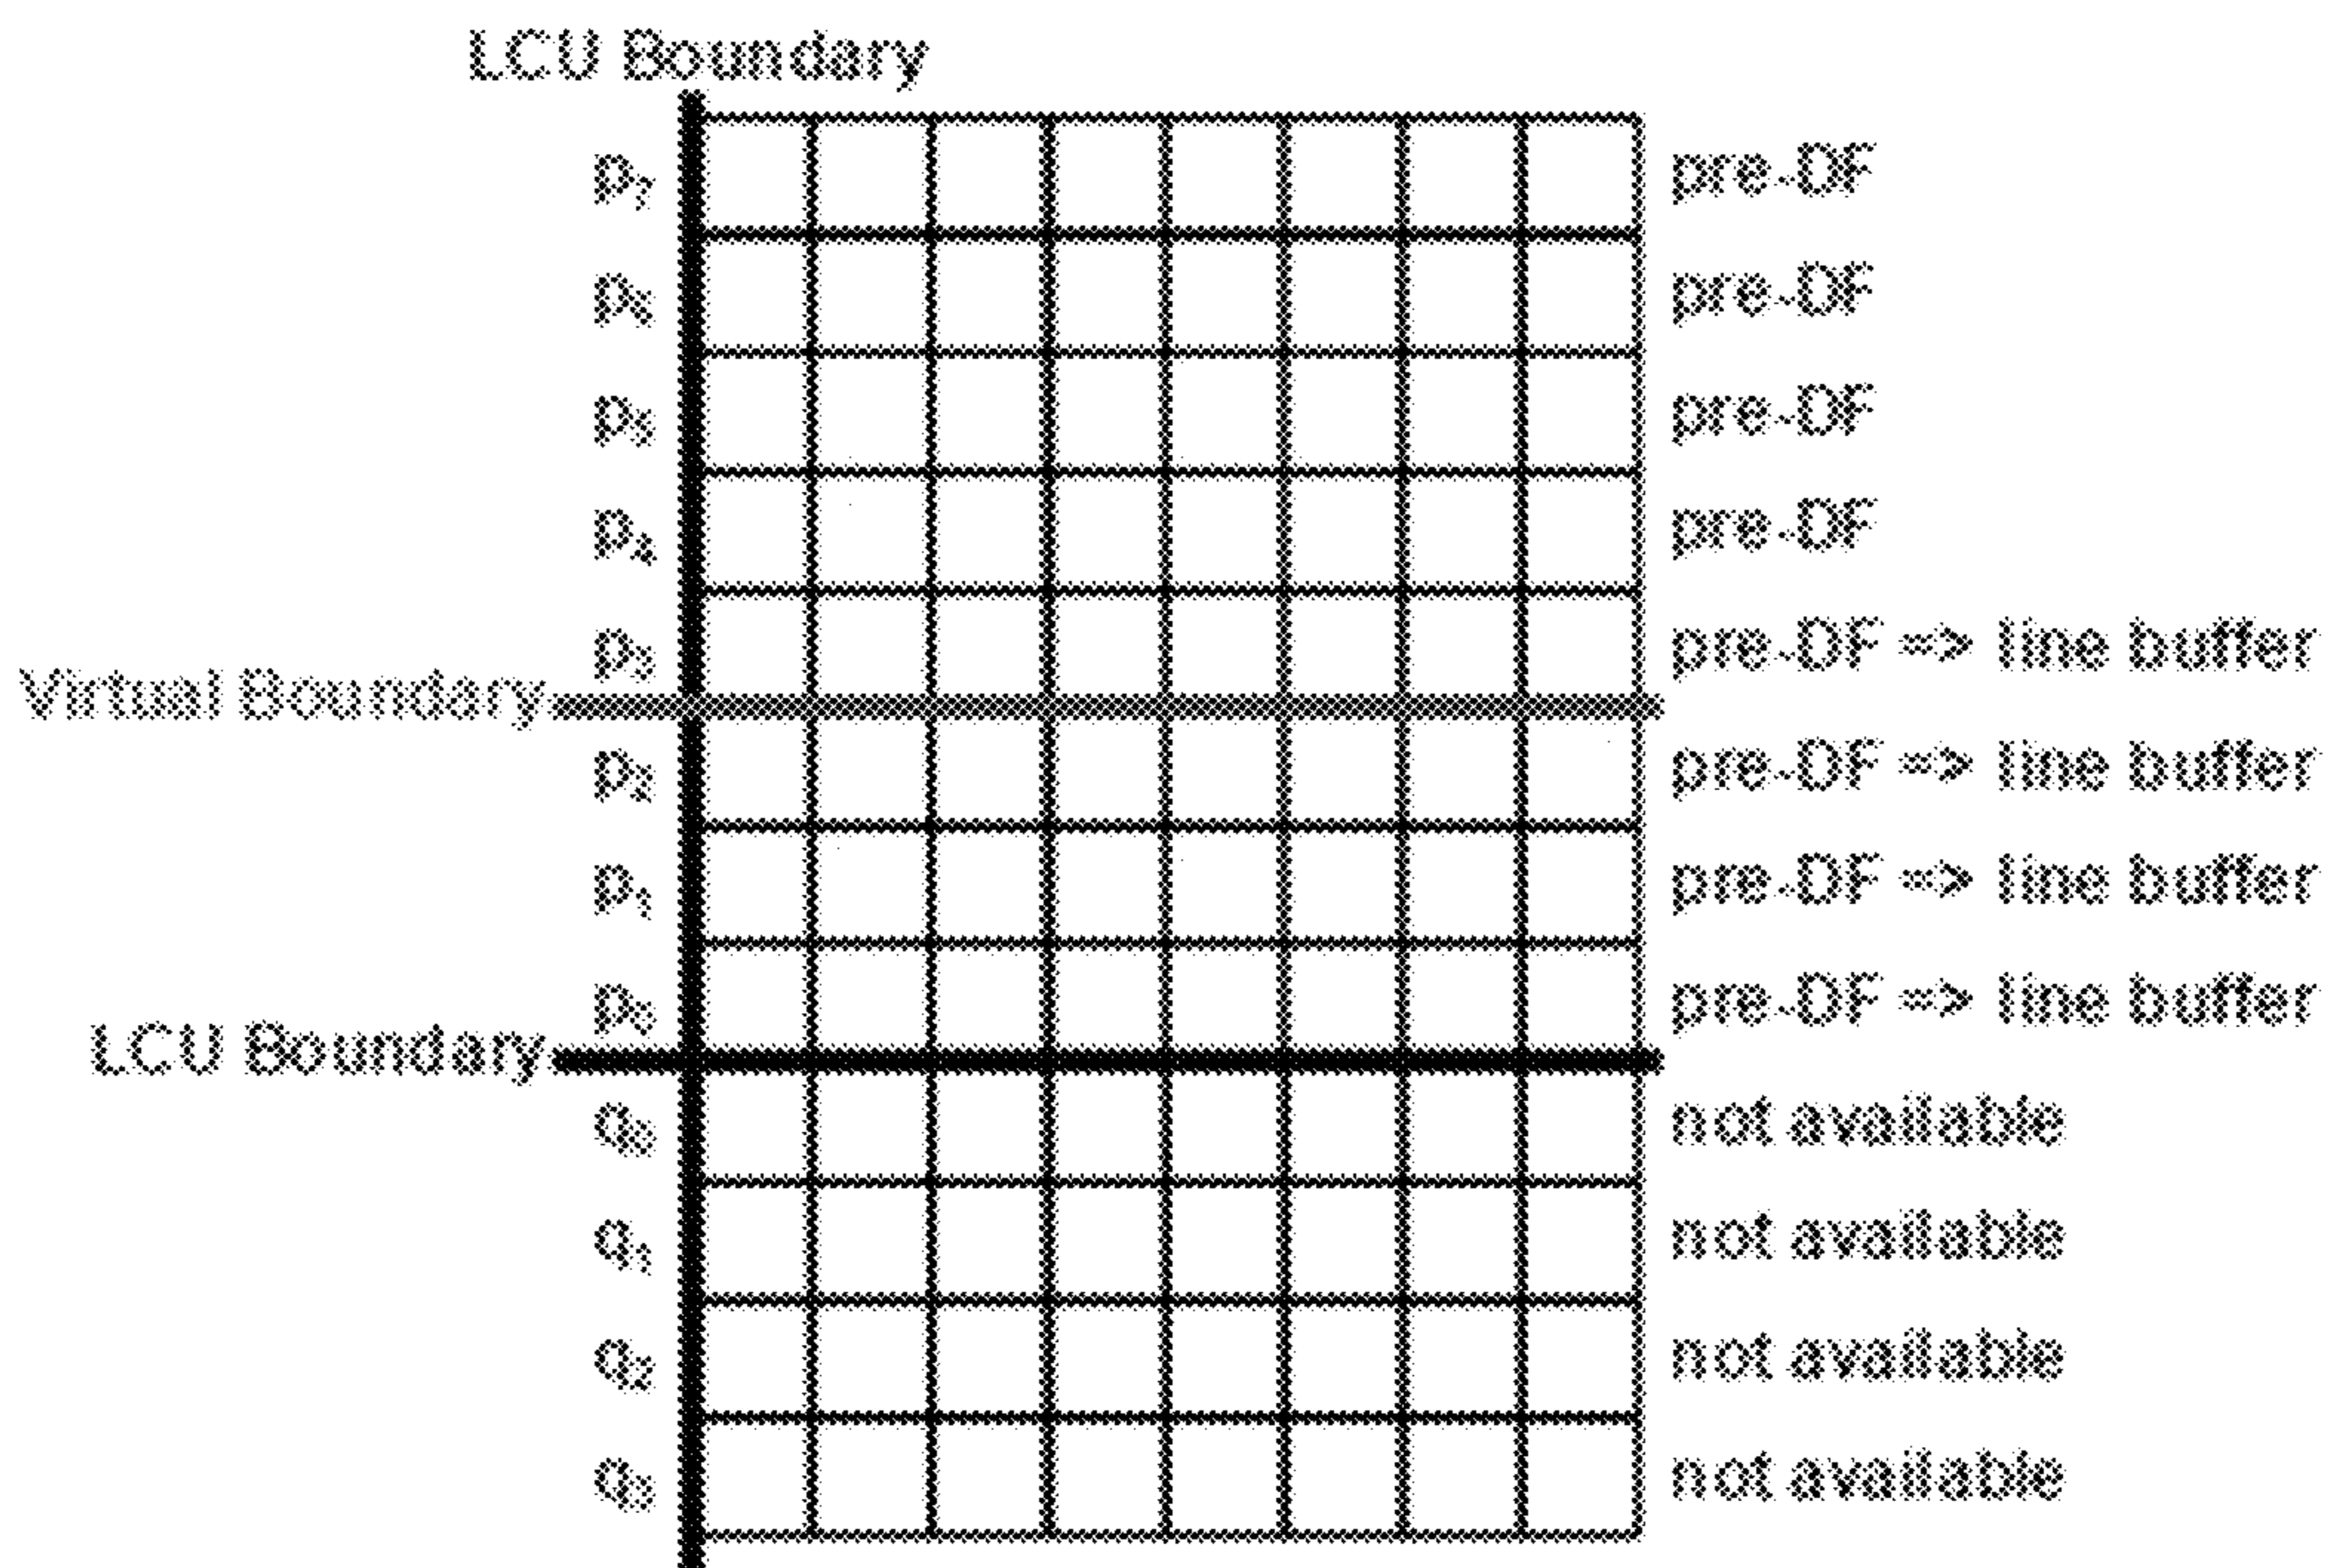 LCU Boundary
p₇ pre-DF
p₆ pre-DF
p₅ pre-DF
p₄ pre-DF
p₃ pre-DF => line buffer
Virtual Boundary
p₂ pre-DF => line buffer
p₁ pre-DF => line buffer
p₀ pre-DF => line buffer
LCU Boundary
q₀ not available
q₁ not available
q₂ not available
q₃ not available